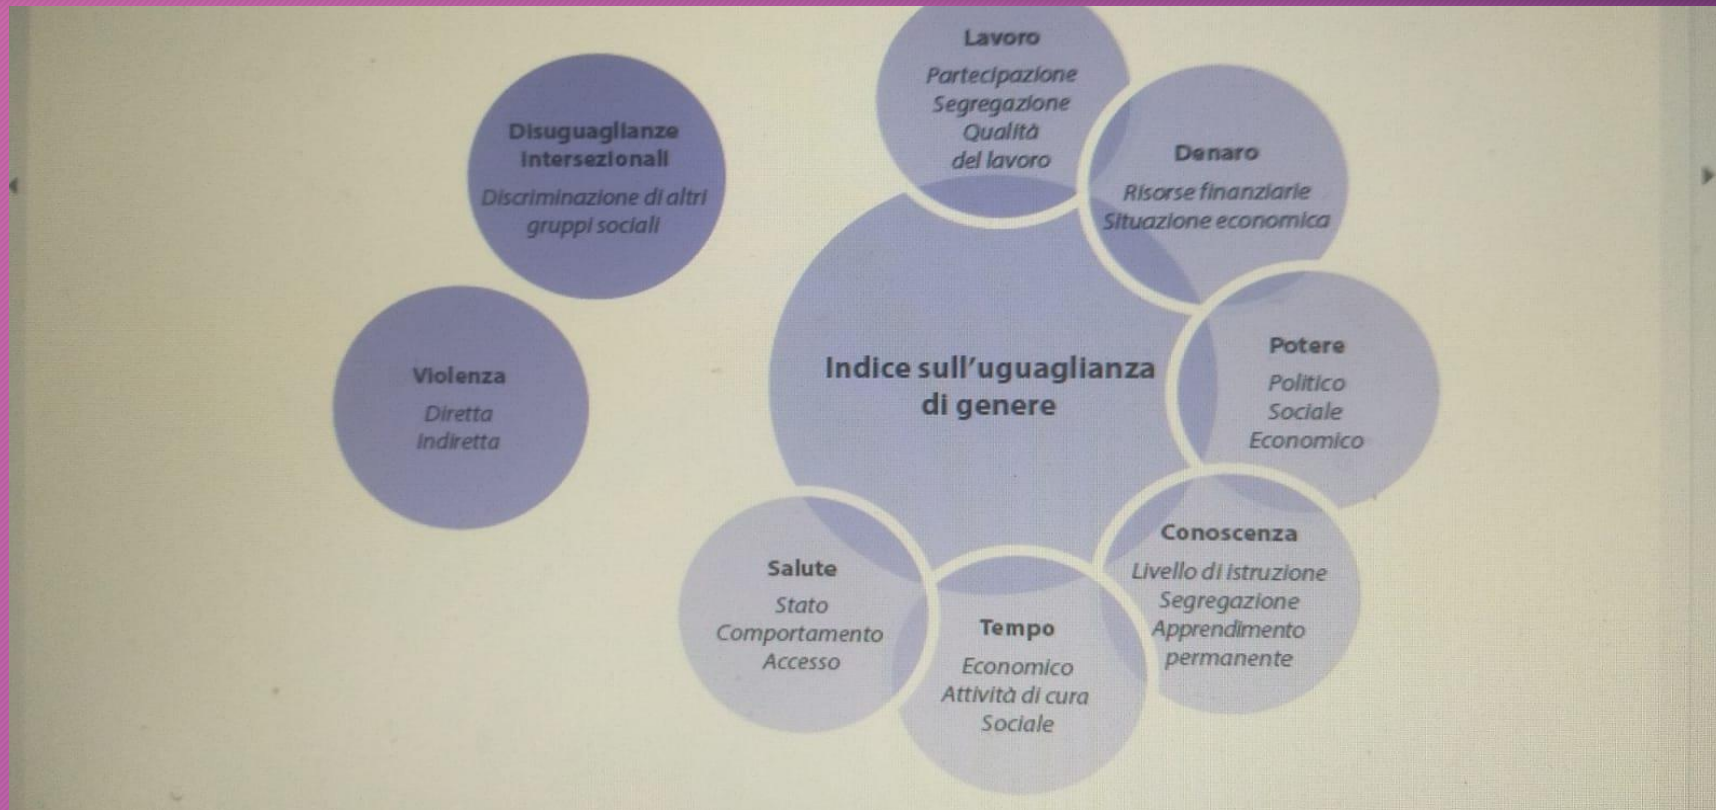 Lavoro
Partecipazione
Segregazione
Qualità
del lavoro
Denaro
Risorse finanziarie
Situazione economica
Disuguaglianze
intersezionali
Discriminazione di altri
gruppi sociali
Violenza
Diretta
Indiretta
Indice sull'uguaglianza
di genere
Potere
Politico
Sociale
Economico
Conoscenza
Livello di istruzione
Segregazione
Apprendimento
permanente
Salute
Stato
Comportamento
Accesso
Tempo
Economico
Attività di cura
Sociale